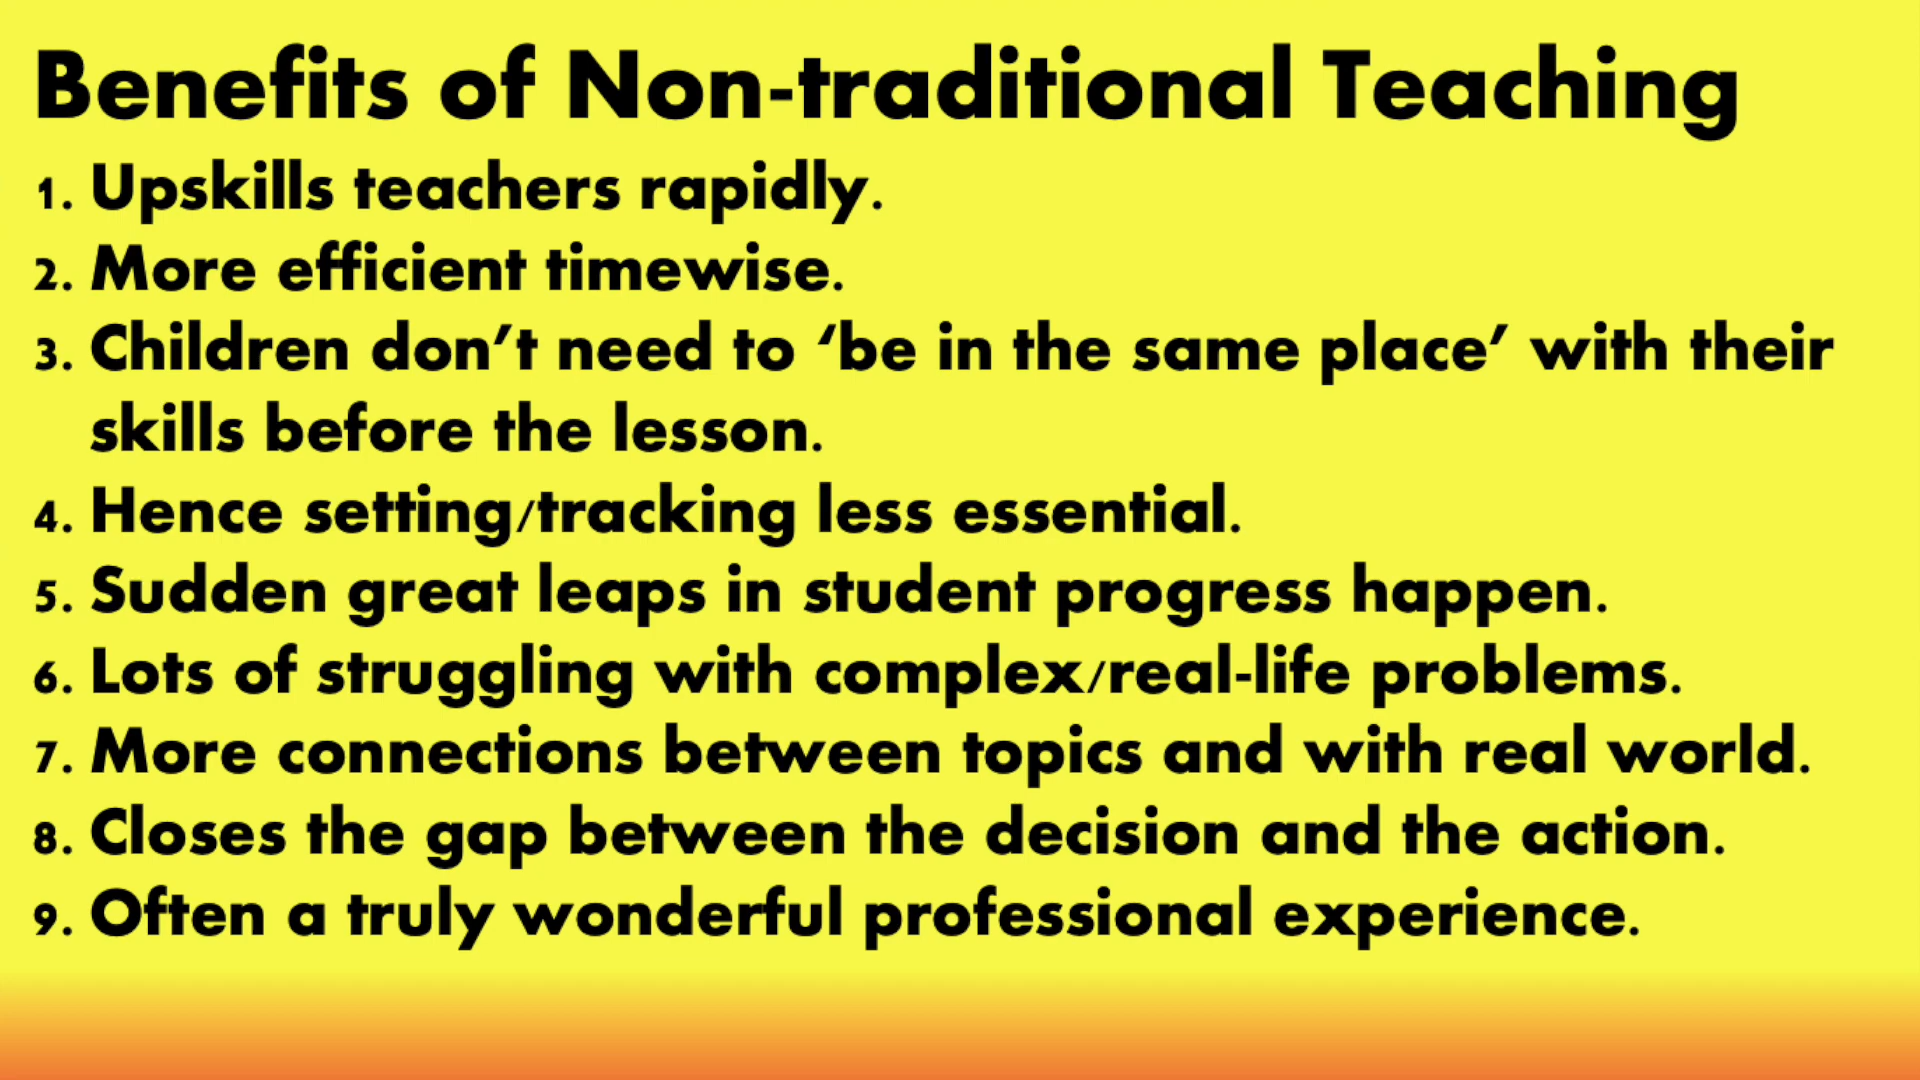 Benefits of Non-traditional Teaching
1. Upskills teachers rapidly.
2. More efficient timewise.
3. Children don’t need to ‘be in the same place’ with their
skills before the lesson.
4. Hence setting/tracking less essential.
5. Sudden great leaps in student progress happen.
6. Lots of struggling with complex/real-life problems.
7. More connections between topics and with real world.
8. Closes the gap between the decision and the action.
9. Often a truly wonderful professional experience.